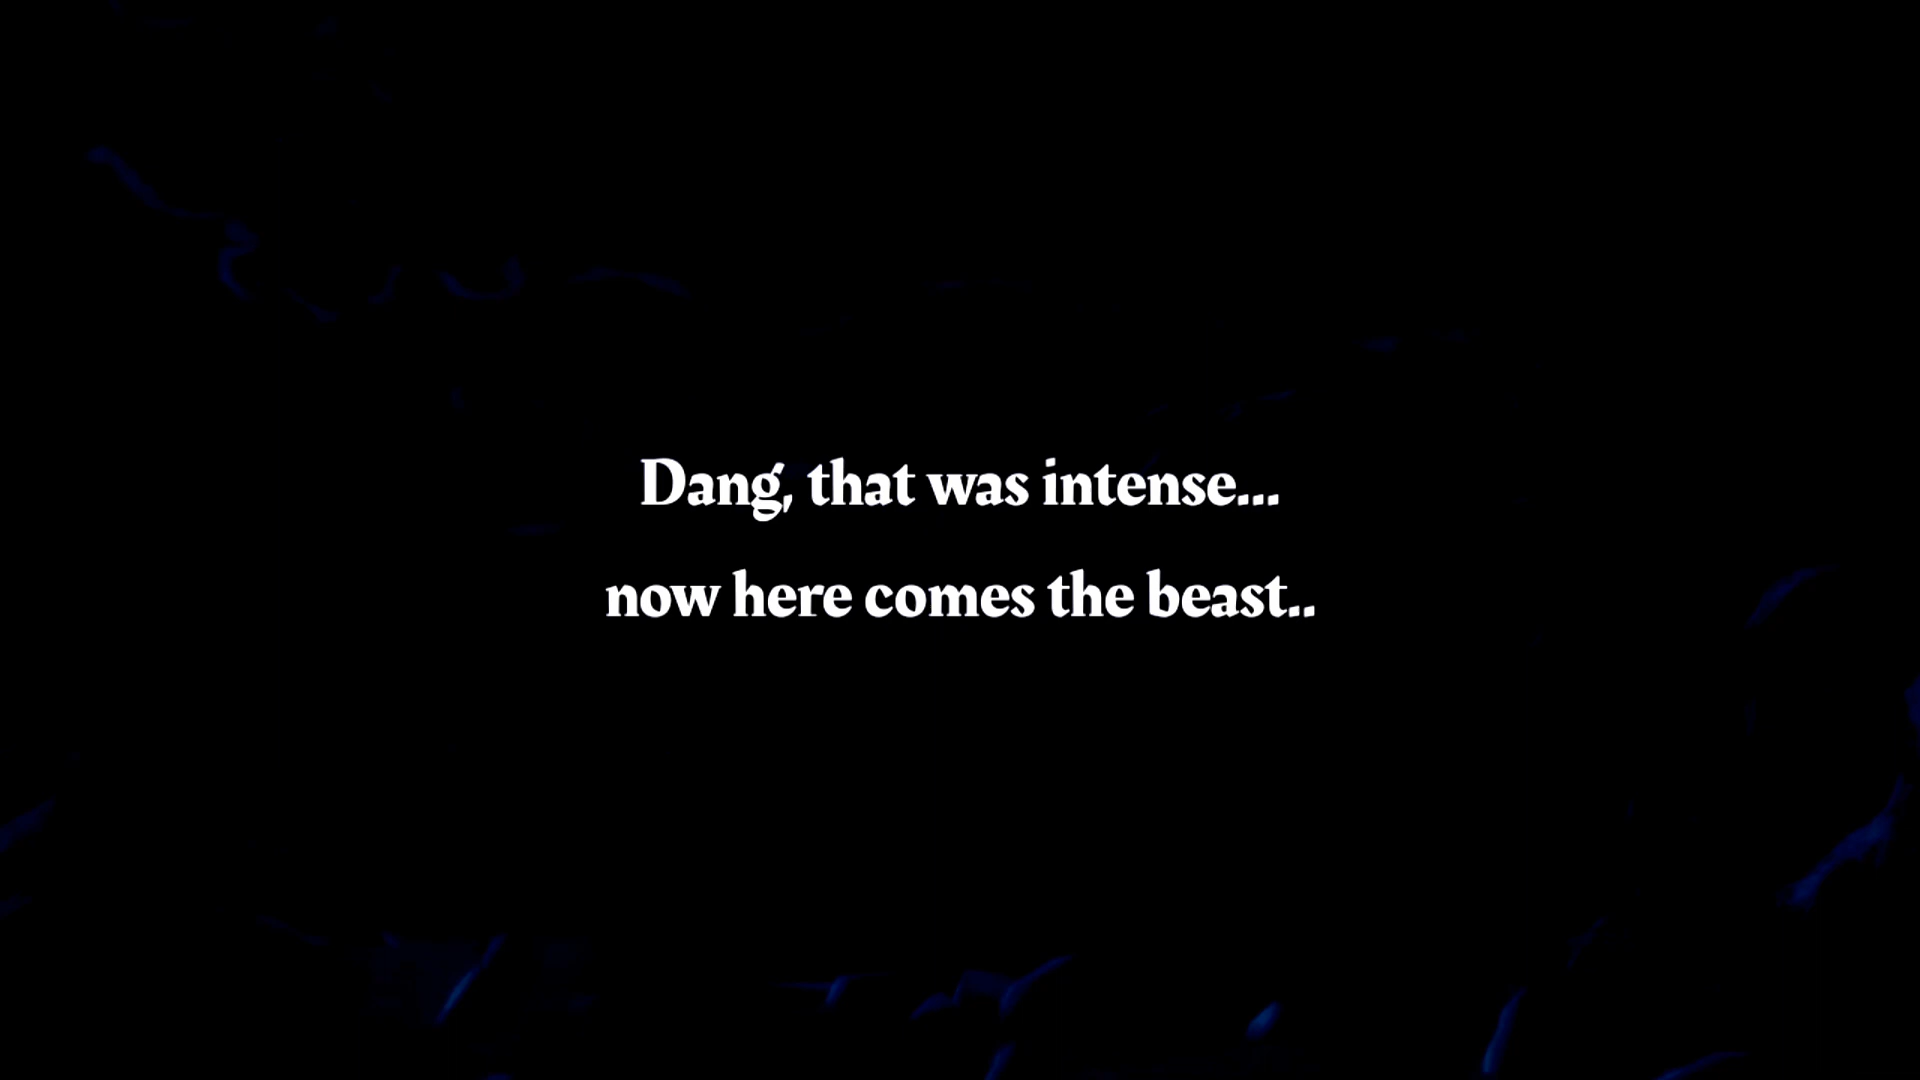 Dang, that was intense...
now here comes the beast..